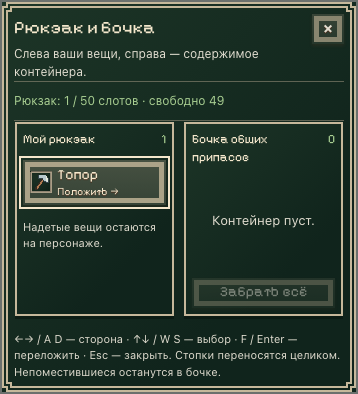 Рюкзак и бочка
×
Слева ваши вещи, справа — содержимое
контейнера.
Рюкзак: 1 / 50 слотов · свободно 49
Мой рюкзак 1
Топор
Положить →
Надетые вещи остаются
на персонаже.
Бочка общих 0
припасов
Контейнер пуст.
Забрать всё
←→ / A D — сторона · ↑↓ / W S — выбор · F / Enter —
переложить · Esc — закрыть. Стопки переносятся целиком.
Непоместившиеся останутся в бочке.